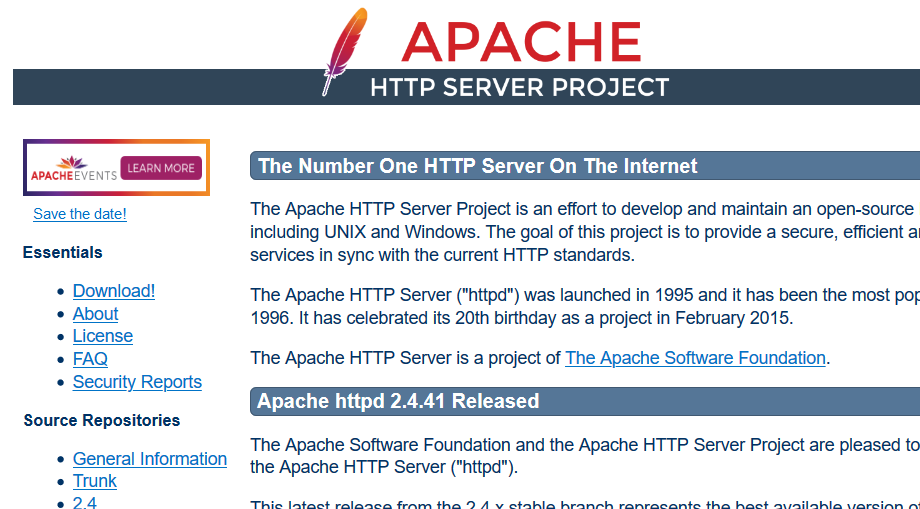 APACHE
HTTP SERVER PROJECT
APACHEEVENTS LEARN MORE
Save the date!
Essentials
Download!
About
License
FAQ
Security Reports
Source Repositories
General Information
Trunk
2.4
The Number One HTTP Server On The Internet
The Apache HTTP Server Project is an effort to develop and maintain an open-source
including UNIX and Windows. The goal of this project is to provide a secure, efficient
services in sync with the current HTTP standards.
The Apache HTTP Server ("httpd") was launched in 1995 and it has been the most
1996. It has celebrated its 20th birthday as a project in February 2015.
The Apache HTTP Server is a project of The Apache Software Foundation.
Apache httpd 2.4.41 Released
The Apache Software Foundation and the Apache HTTP Server Project are pleased to
the Apache HTTP Server ("httpd").
This latest release from the 2.4.x stable branch represents the best available version